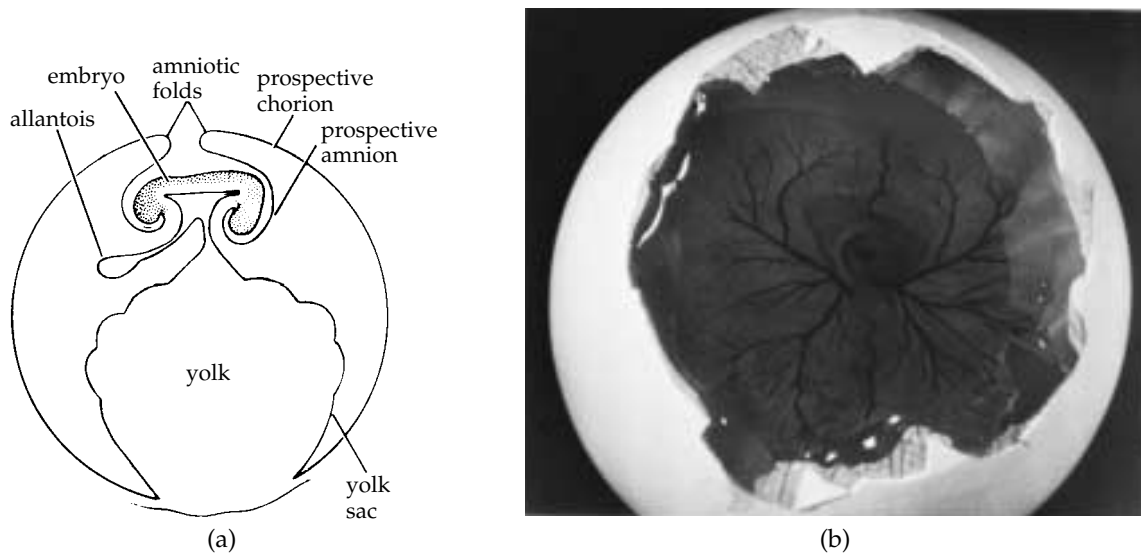 embryo
amniotic
folds
prospective
chorion
allantois
prospective
amnion
yolk
yolk
sac
(a)
(b)